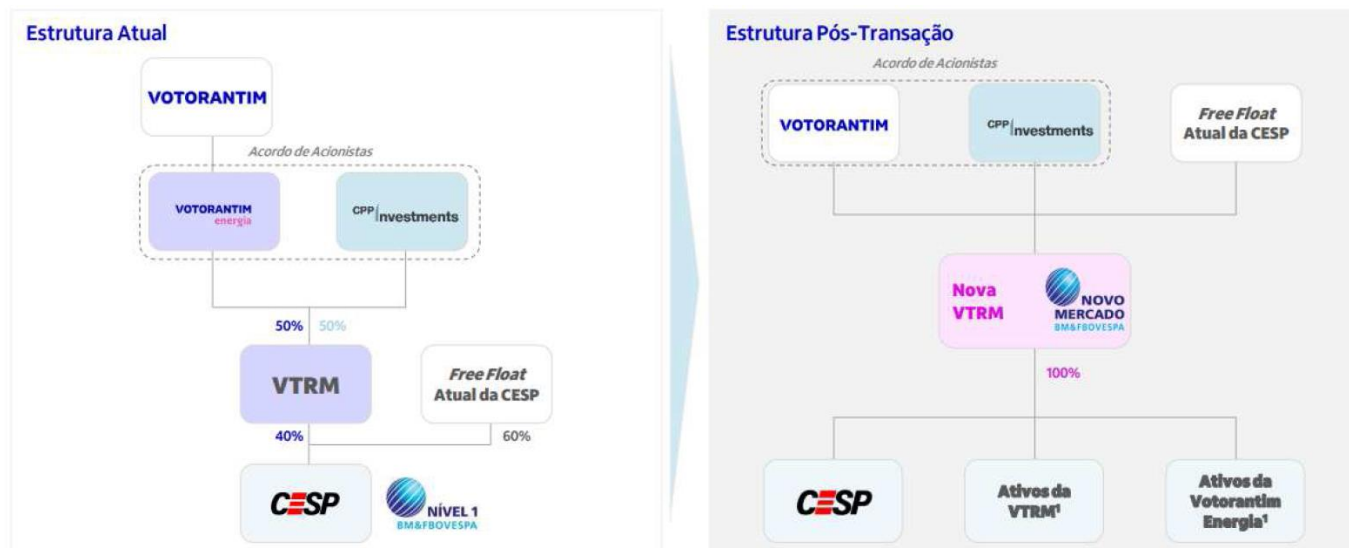 Estrutura Atual
VOTORANTIM
Acordo de Acionistas
VOTORANTIM
energia
CPP Investments
50% 50%
VTRM
Free Float
Atual da CESP
40%
60%
CESP
NÍVEL 1
BM&FBOVESPA
Estrutura Pós-Transação
Acordo de Acionistas
VOTORANTIM
CPP Investments
Free Float
Atual da CESP
Nova
VTRM
NOVO
MERCADO
BM&FBOVESPA
100%
CESP
Ativos da
VTRM¹
Ativos da
Votorantim
Energia¹